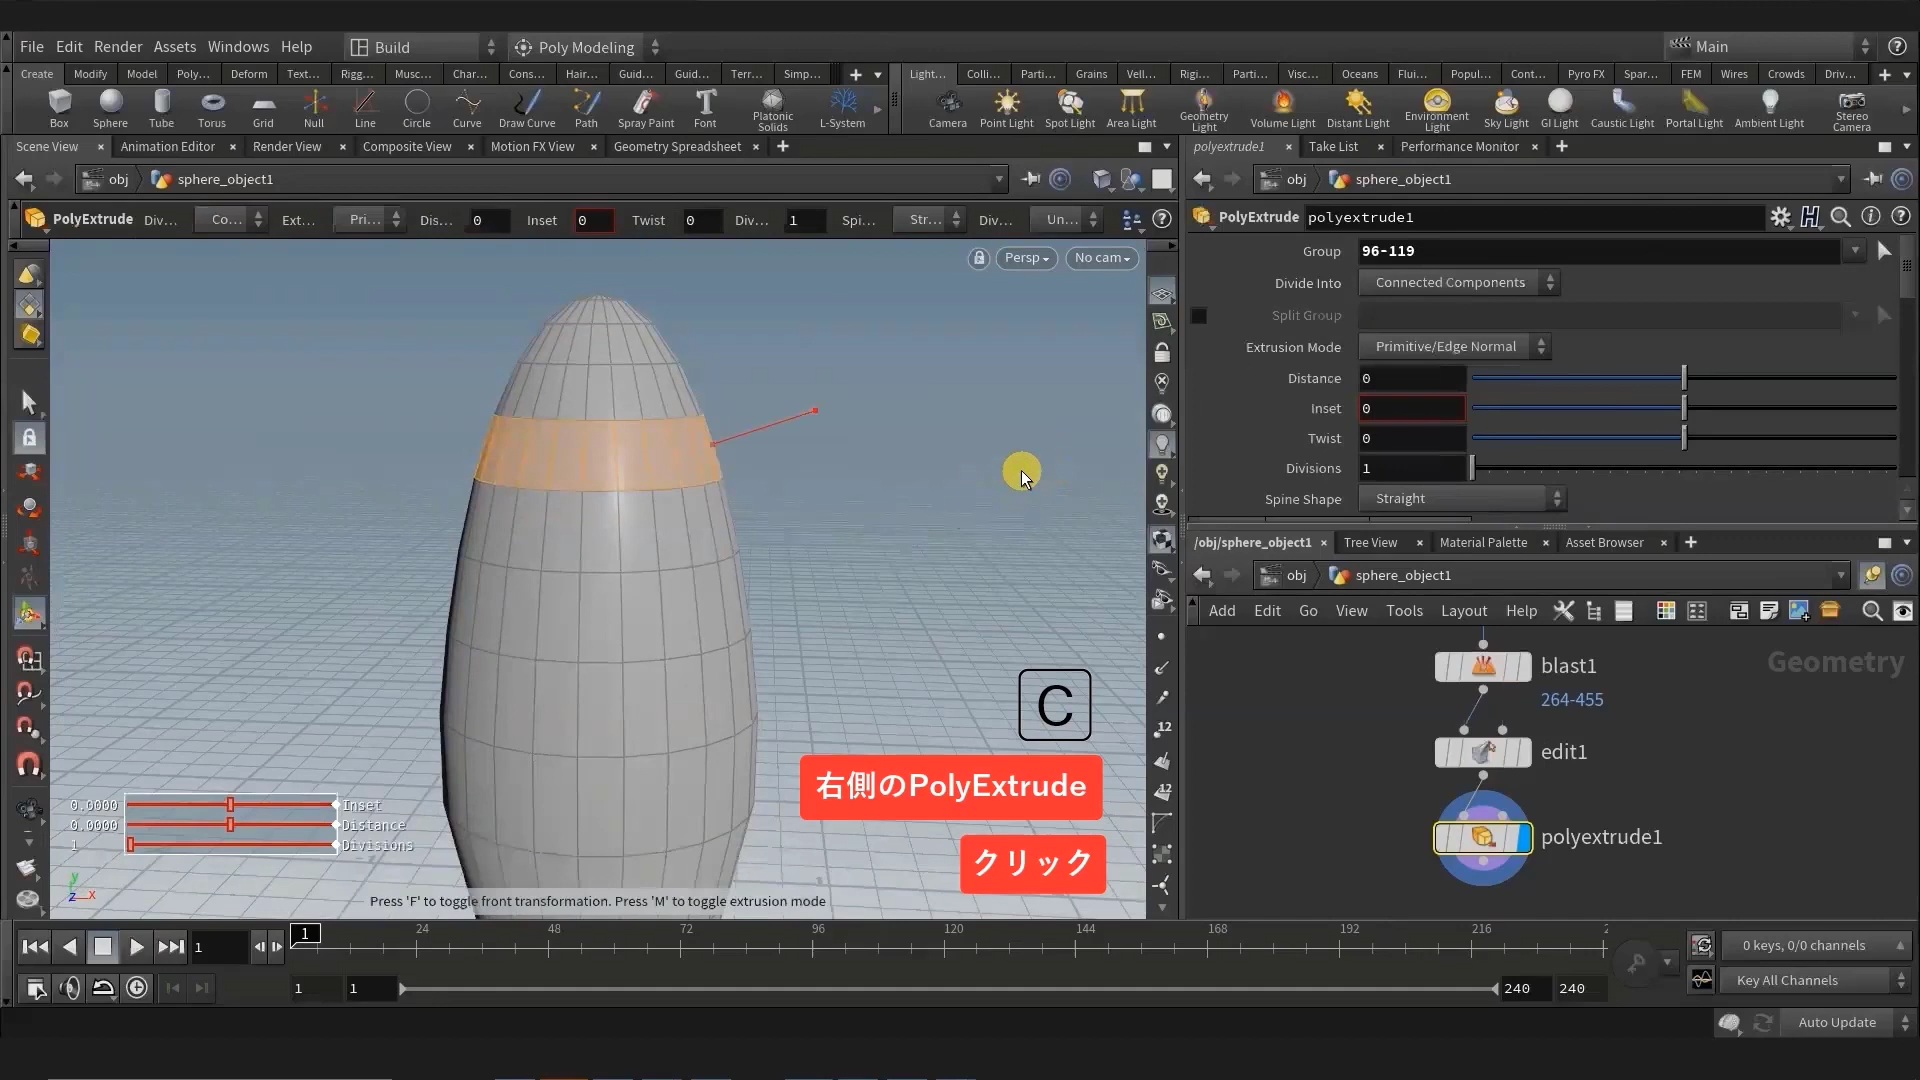 File Edit Render Assets Windows Help Build Poly Modeling Main
Create Modify Model Poly... Deform Text... Rigg... Musc... Char... Cons... Hair... Guid... Guid... Terr... Simp... Light... Colli... Parti... Grains Vell... Rigi... Parti... Visc... Oceans Flui... Popul... Cont... Pyro FX Spar... FEM Wires Crowds Driv...
Box Sphere Tube Torus Grid Null Line Circle Curve Draw Curve Path Spray Paint Font Platonic Solids L-System Camera Point Light Spot Light Area Light Geometry Light Volume Light Distant Light Environment Light Sky Light GI Light Caustic Light Portal Light Ambient Light Stereo Camera
Scene View Animation Editor Render View Composite View Motion FX View Geometry Spreadsheet
obj sphere_object1
PolyExtrude Div... Co... Ext... Pri... Dis... 0 Inset 0 Twist 0 Div... 1 Spi... Str... Div... Un...
Persp No cam
polyextrude1 Take List Performance Monitor
obj sphere_object1
PolyExtrude polyextrude1
Group 96-119
Divide Into Connected Components
Split Group
Extrusion Mode Primitive/Edge Normal
Distance 0
Inset 0
Twist 0
Divisions 1
Spine Shape Straight
/obj/sphere_object1 Tree View Material Palette Asset Browser
obj sphere_object1
Add Edit Go View Tools Layout Help
Geometry
blast1
264-455
edit1
polyextrude1
C
右側のPolyExtrude
クリック
0.0000 Inset
0.0000 Distance
1 Divisions
y
z x
12
12
Press 'F' to toggle front transformation. Press 'M' to toggle extrusion mode
1 1 24 48 72 96 120 144 168 192 216 2
0 keys, 0/0 channels
1 1 240 240
Key All Channels
Auto Update